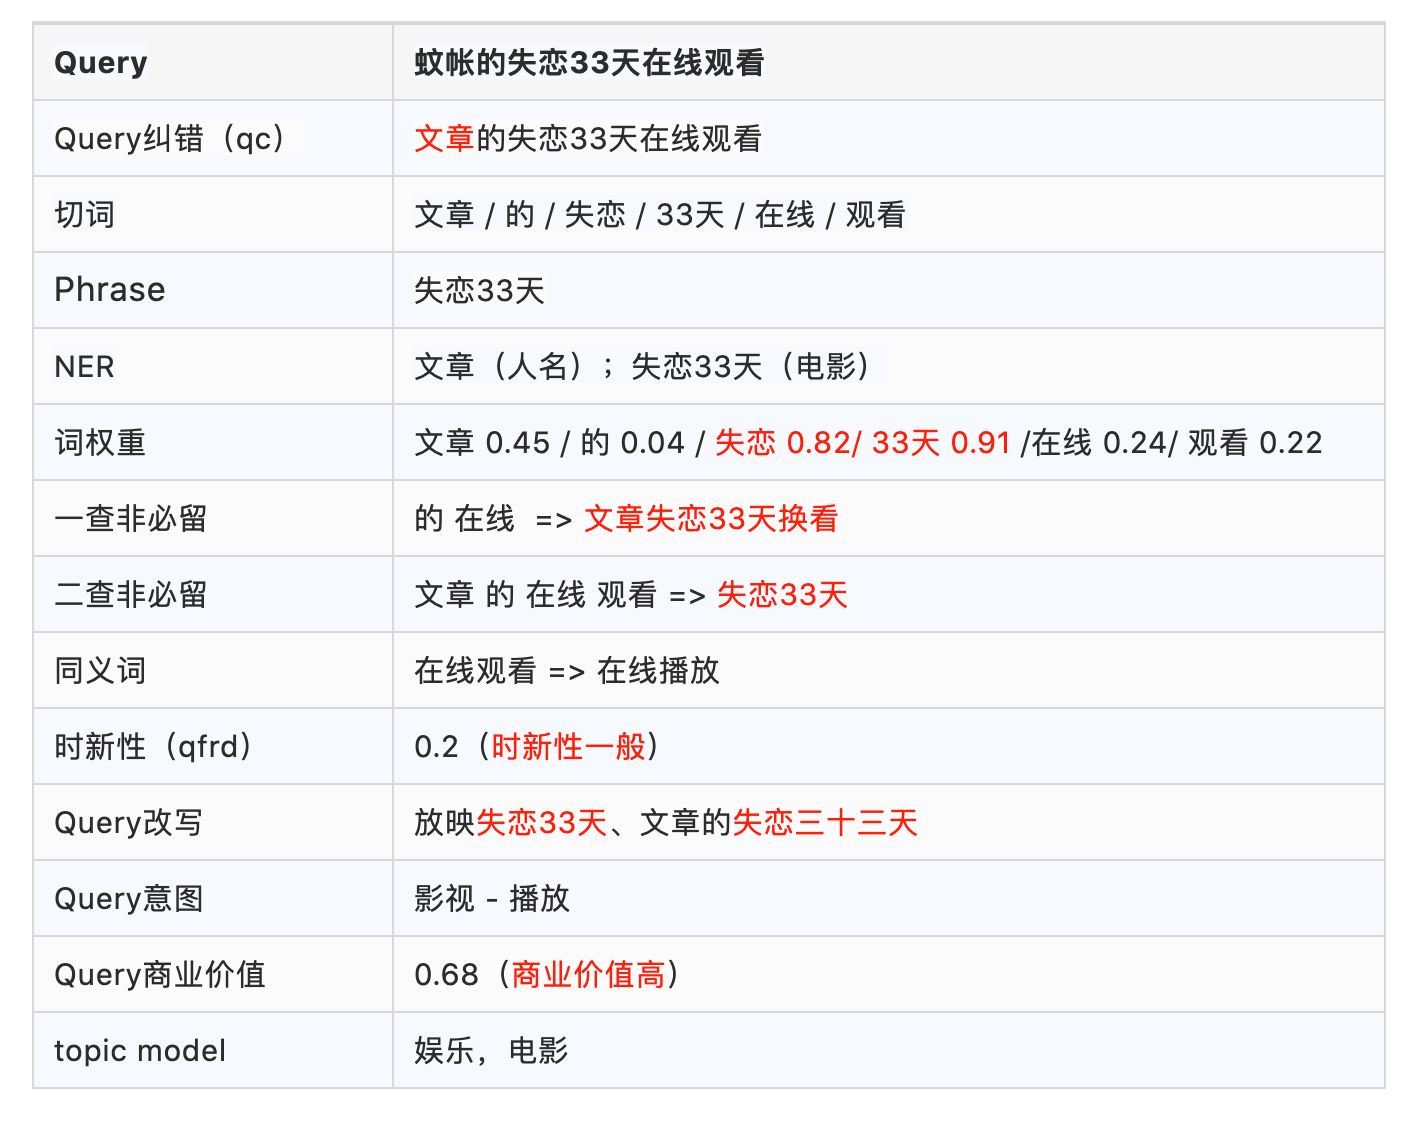 Query 蚊帐的失恋33天在线观看
Query纠错（qc） 文章的失恋33天在线观看
切词 文章 / 的 / 失恋 / 33天 / 在线 / 观看
Phrase 失恋33天
NER 文章（人名）；失恋33天（电影）
词权重 文章 0.45 / 的 0.04 / 失恋 0.82/ 33天 0.91 /在线 0.24/ 观看 0.22
一查非必留 的 在线 => 文章失恋33天换看
二查非必留 文章 的 在线 观看 => 失恋33天
同义词 在线观看 => 在线播放
时新性（qfrd） 0.2（时新性一般）
Query改写 放映失恋33天、文章的失恋三十三天
Query意图 影视 - 播放
Query商业价值 0.68（商业价值高）
topic model 娱乐，电影